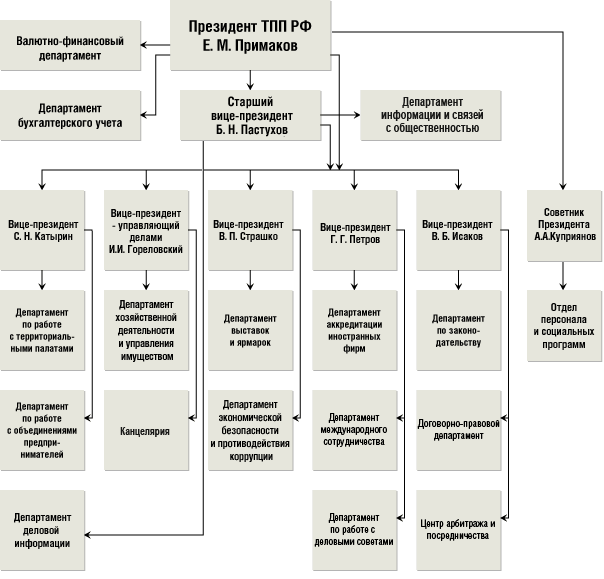 Президент ТПП РФ
Е. М. Примаков
Валютно-финансовый
департамент
Департамент
бухгалтерского учета
Старший
вице-президент
Б. Н. Пастухов
Департамент
информации и связей
с общественностью
Вице-президент
С. Н. Катырин
Вице-президент
- управляющий
делами
И.И. Гореловский
Вице-президент
В. П. Страшко
Вице-президент
Г. Г. Петров
Вице-президент
В. Б. Исаков
Советник
Президента
А.А.Куприянов
Департамент
по работе
с территориаль-
ными палатами
Департамент
хозяйственной
деятельности
и управления
имуществом
Департамент
выставок
и ярмарок
Департамент
аккредитации
иностранных
фирм
Департамент
по законо-
дательству
Отдел
персонала
и социальных
программ
Департамент
по работе
с объединениями
предпри-
нимателей
Канцелярия
Департамент
экономической
безопасности
и противодействия
коррупции
Департамент
международного
сотрудничества
Договорно-правовой
департамент
Департамент
деловой
информации
Департамент
по работе с
деловыми советами
Центр арбитража и
посредничества